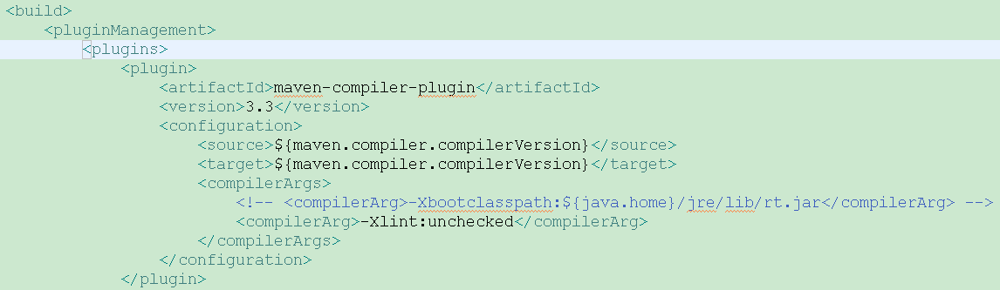 <build>
<pluginManagement>
<plugins>
<plugin>
<artifactId>maven-compiler-plugin</artifactId>
<version>3.3</version>
<configuration>
<source>${maven.compiler.compilerVersion}</source>
<target>${maven.compiler.compilerVersion}</target>
<compilerArgs>
<!-- <compilerArg>-Xbootclasspath:${java.home}/jre/lib/rt.jar</compilerArg> -->
<compilerArg>-Xlint:unchecked</compilerArg>
</compilerArgs>
</configuration>
</plugin>